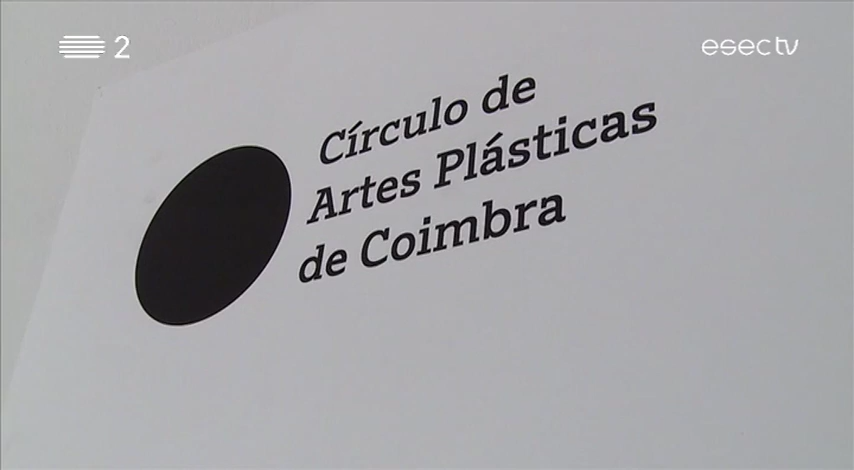 2
esectv
Círculo de
Artes Plásticas
de Coimbra